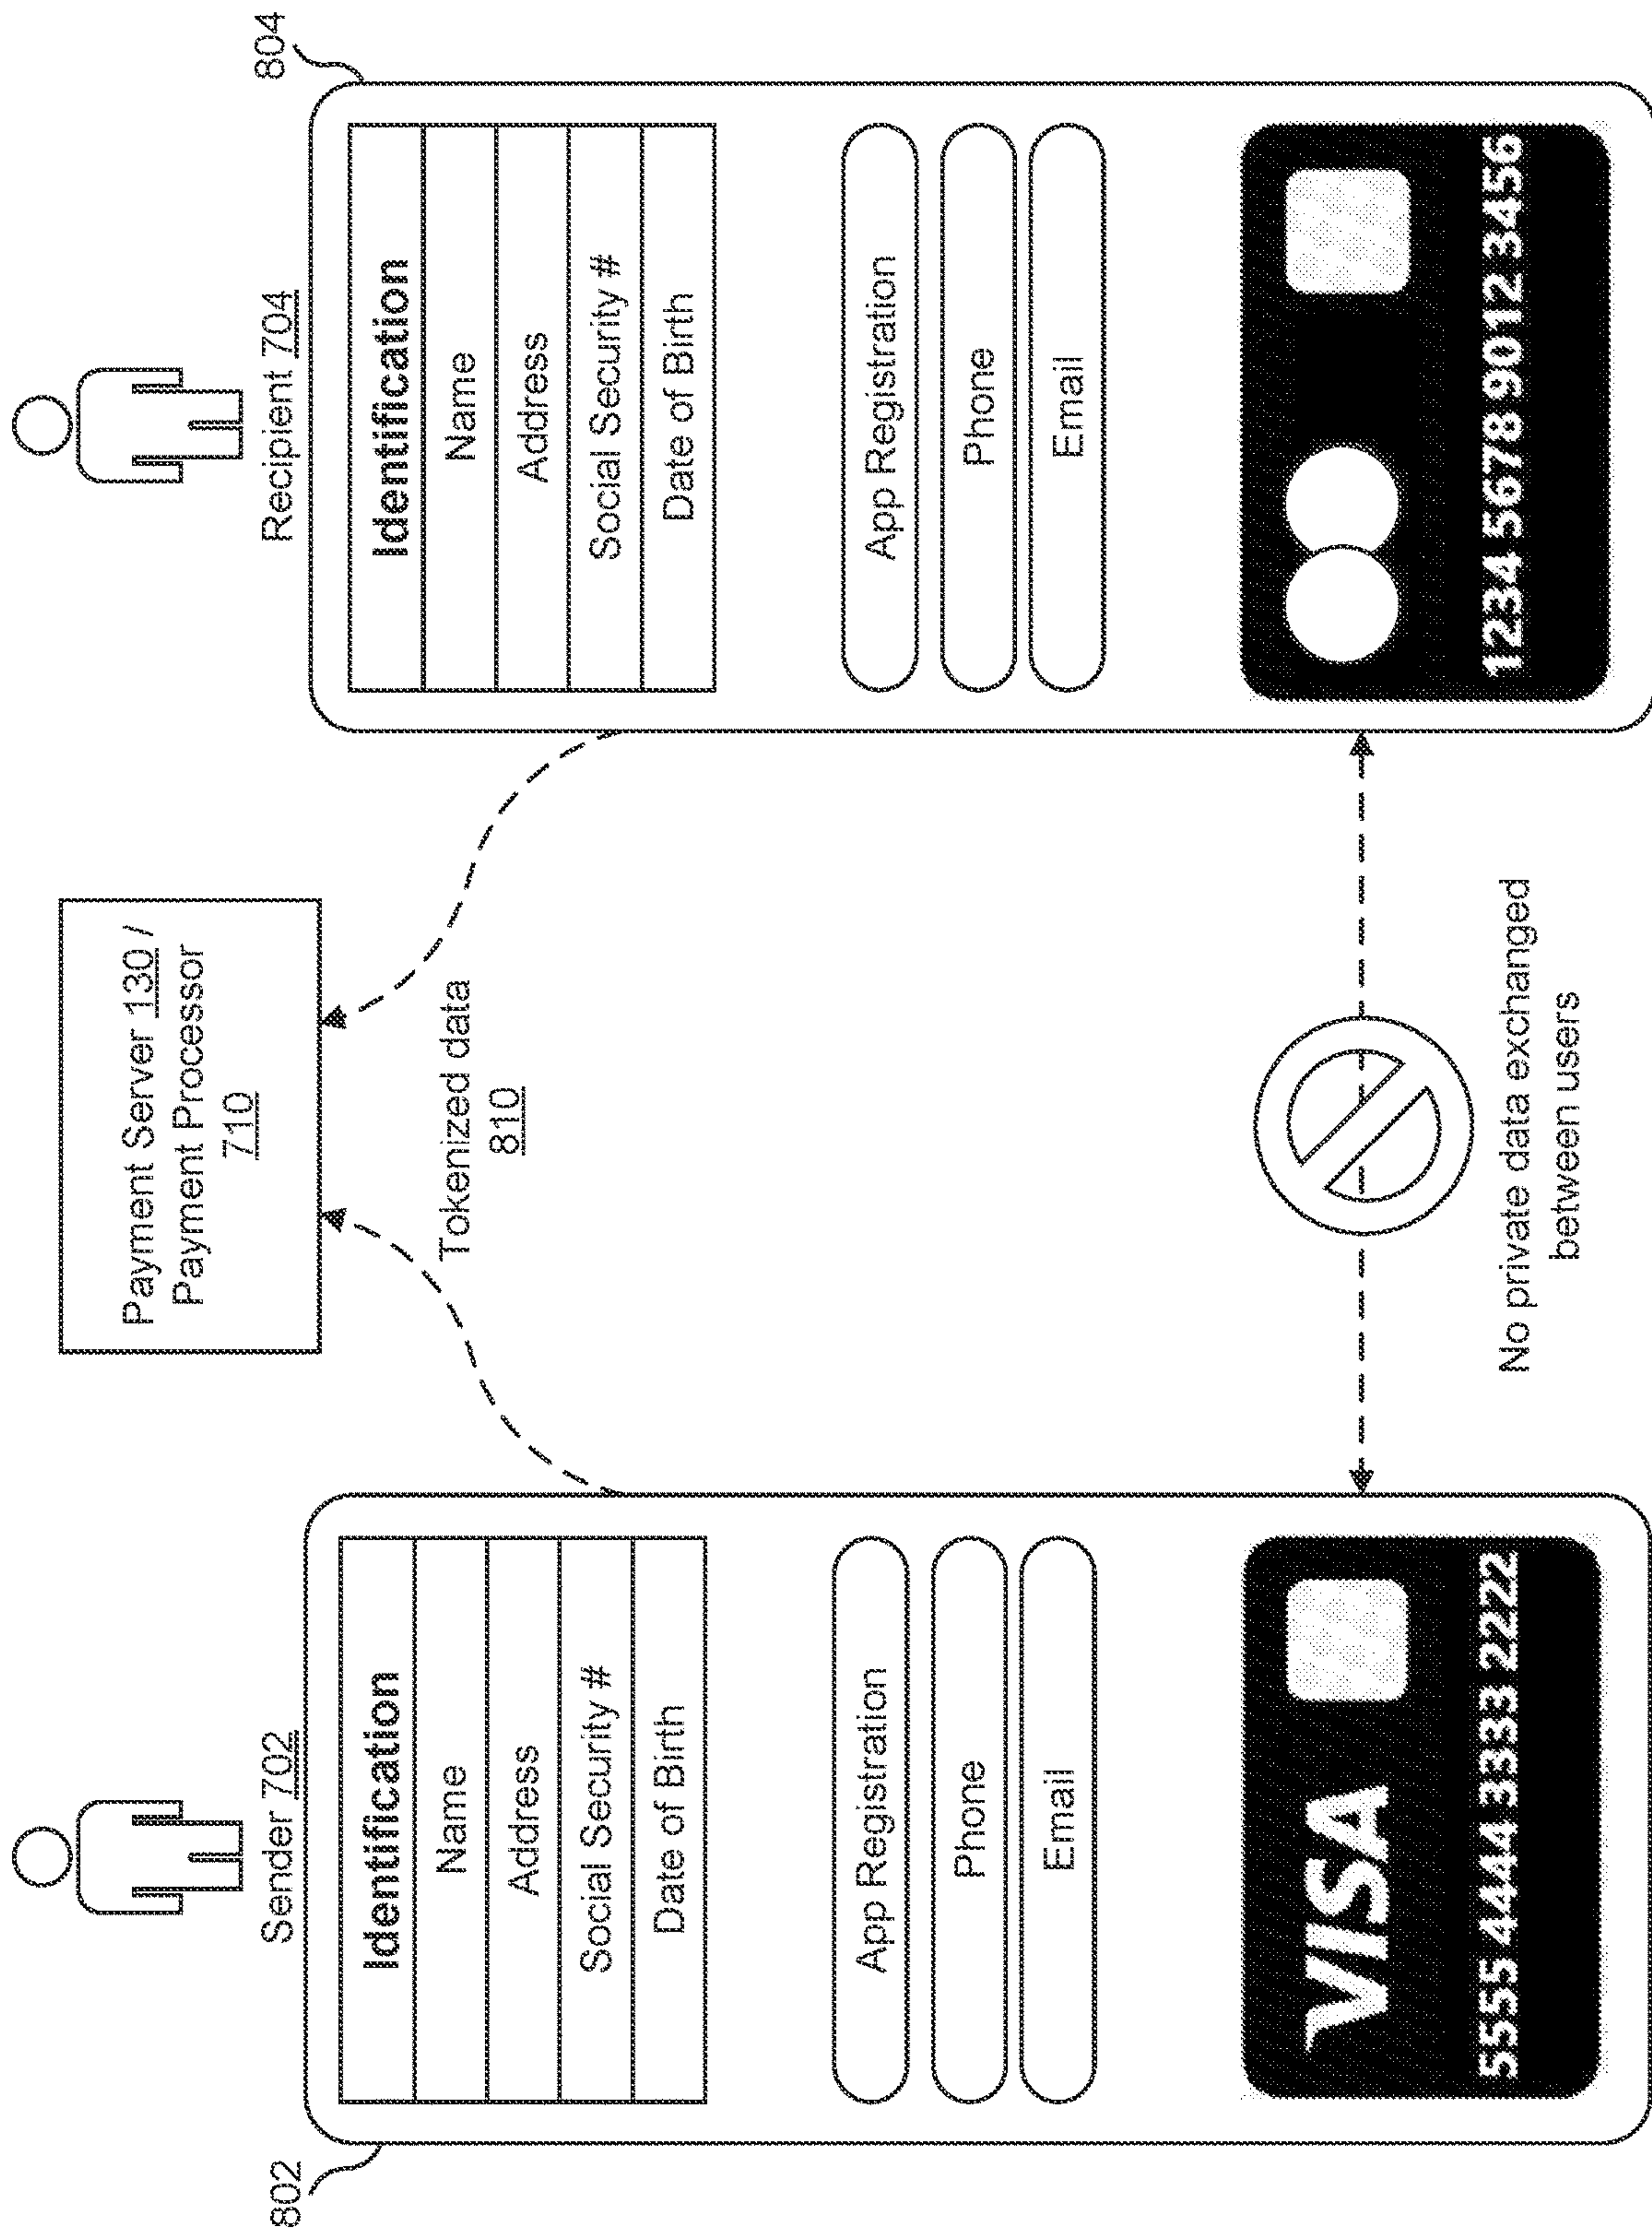 Sender 702
802
Identification
Name
Address
Social Security #
Date of Birth
App Registration
Phone
Email
VISA
5555 4444 3333 2222
Payment Server 130 /
Payment Processor
710
Tokenized data
810
No private data exchanged
between users
Recipient 704
804
Identification
Name
Address
Social Security #
Date of Birth
App Registration
Phone
Email
1234 5678 9012 3456